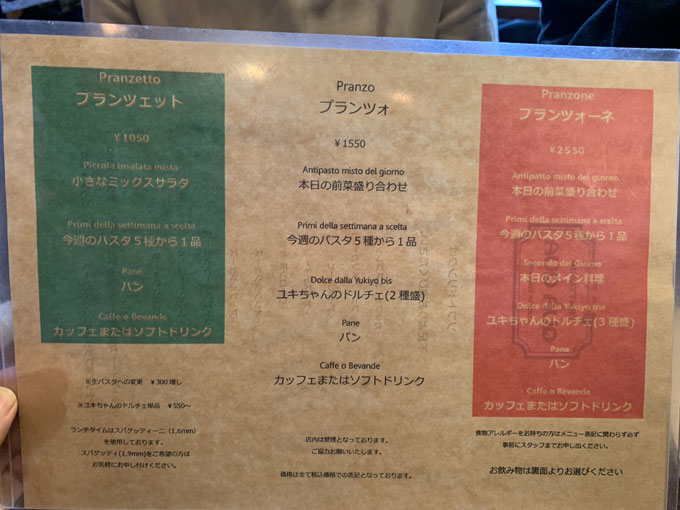 Pranzetto
プランツェット
¥1050
Piccola insalata mista
小さなミックスサラダ
Primi della settimana a scelta
今週のパスタ5種から1品
Pane
パン
Caffe o Bevande
カッフェまたはソフトドリンク
※生パスタへの変更 ¥300増し
※ユキちゃんのドルチェ単品 ¥550～
ランチタイムはスパゲッティーニ(1,6mm)
を使用しております。
スパゲッティ(1,9mm)をご希望の方は
お気軽にお申し付けください。
Pranzo
プランツォ
¥1550
Antipasto misto del giorno
本日の前菜盛り合わせ
Primi della settimana a scelta
今週のパスタ5種から1品
Dolce dalla Yukiyo bis
ユキちゃんのドルチェ(2種盛)
Pane
パン
Caffe o Bevande
カッフェまたはソフトドリンク
店内は禁煙となっております。
ご協力お願いいたします。
価格は全て税込価格での表記となっております。
Pranzone
プランツォーネ
¥2550
Antipasto misto del giorno
本日の前菜盛り合わせ
Primi della settimana a scelta
今週のパスタ5種から1品
Secondo del Giorno
本日のメイン料理
Dolce dalla Yukiyo bis
ユキちゃんのドルチェ(3種盛)
Pane
パン
Caffe o Bevande
カッフェまたはソフトドリンク
食物アレルギーをお持ちの方はメニュー表記に関わらず必ず
事前にスタッフまでお申し出ください。
お飲み物は裏面よりお選びください